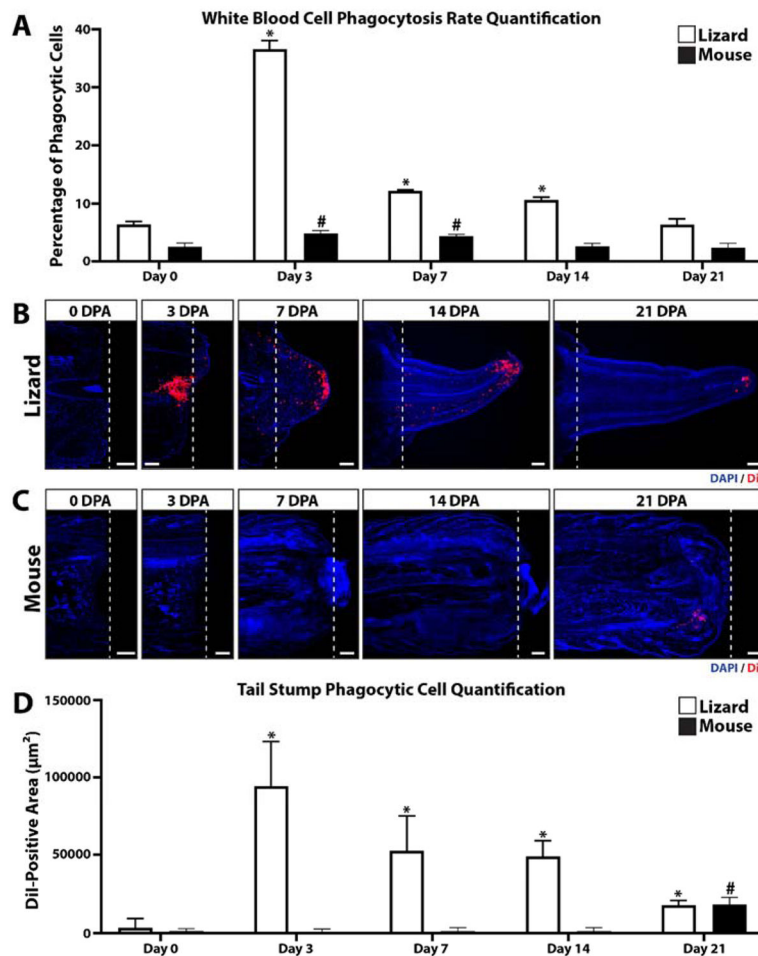 A
White Blood Cell Phagocytosis Rate Quantification
Percentage of Phagocytic Cells
40
30
20
10
0
Lizard
Mouse
*
#
*
#
*
Day 0
Day 3
Day 7
Day 14
Day 21
B
Lizard
0 DPA
3 DPA
7 DPA
14 DPA
21 DPA
DAPI / Di
C
Mouse
0 DPA
3 DPA
7 DPA
14 DPA
21 DPA
DAPI / Di
D
Tail Stump Phagocytic Cell Quantification
DiI-Positive Area (μm²)
150000
100000
50000
0
Lizard
Mouse
*
*
*
*
#
Day 0
Day 3
Day 7
Day 14
Day 21